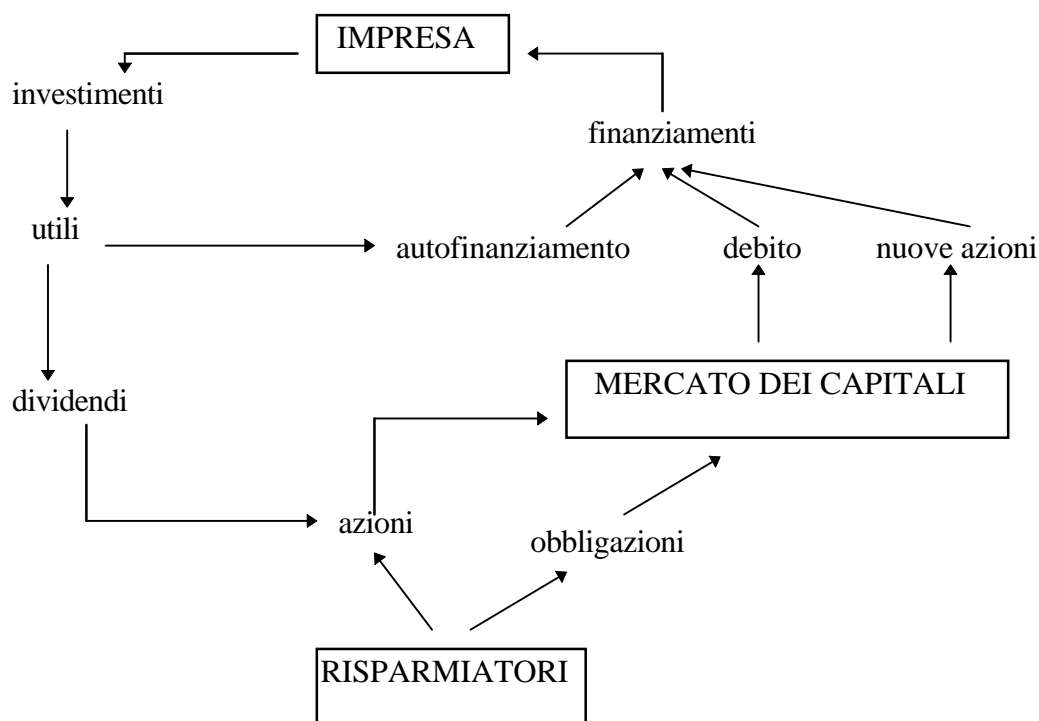 IMPRESA
investimenti
finanziamenti
utili
autofinanziamento
debito
nuove azioni
MERCATO DEI CAPITALI
dividendi
azioni
obbligazioni
RISPARMIATORI